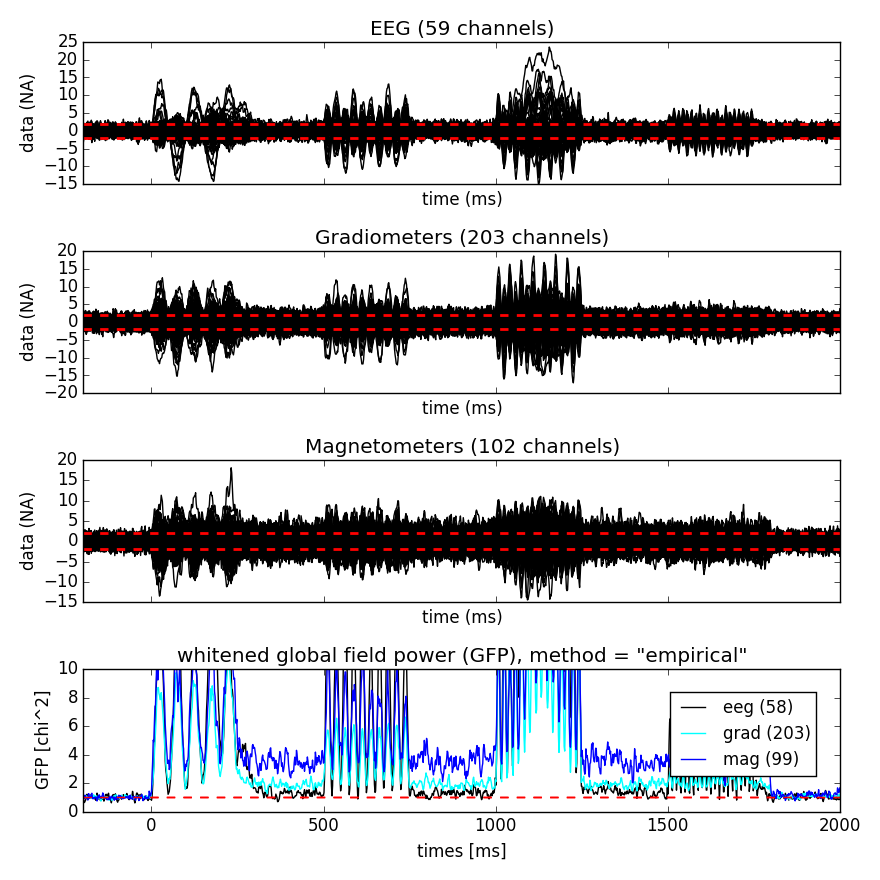 EEG (59 channels)
25
20
15
10
5
0
−5
−10
−15
data (NA)
time (ms)
Gradiometers (203 channels)
20
15
10
5
0
−5
−10
−15
−20
data (NA)
time (ms)
Magnetometers (102 channels)
20
15
10
5
0
−5
−10
−15
data (NA)
time (ms)
whitened global field power (GFP), method = "empirical"
10
8
6
4
2
0
GFP [chi^2]
eeg (58)
grad (203)
mag (99)
0 500 1000 1500 2000
times [ms]